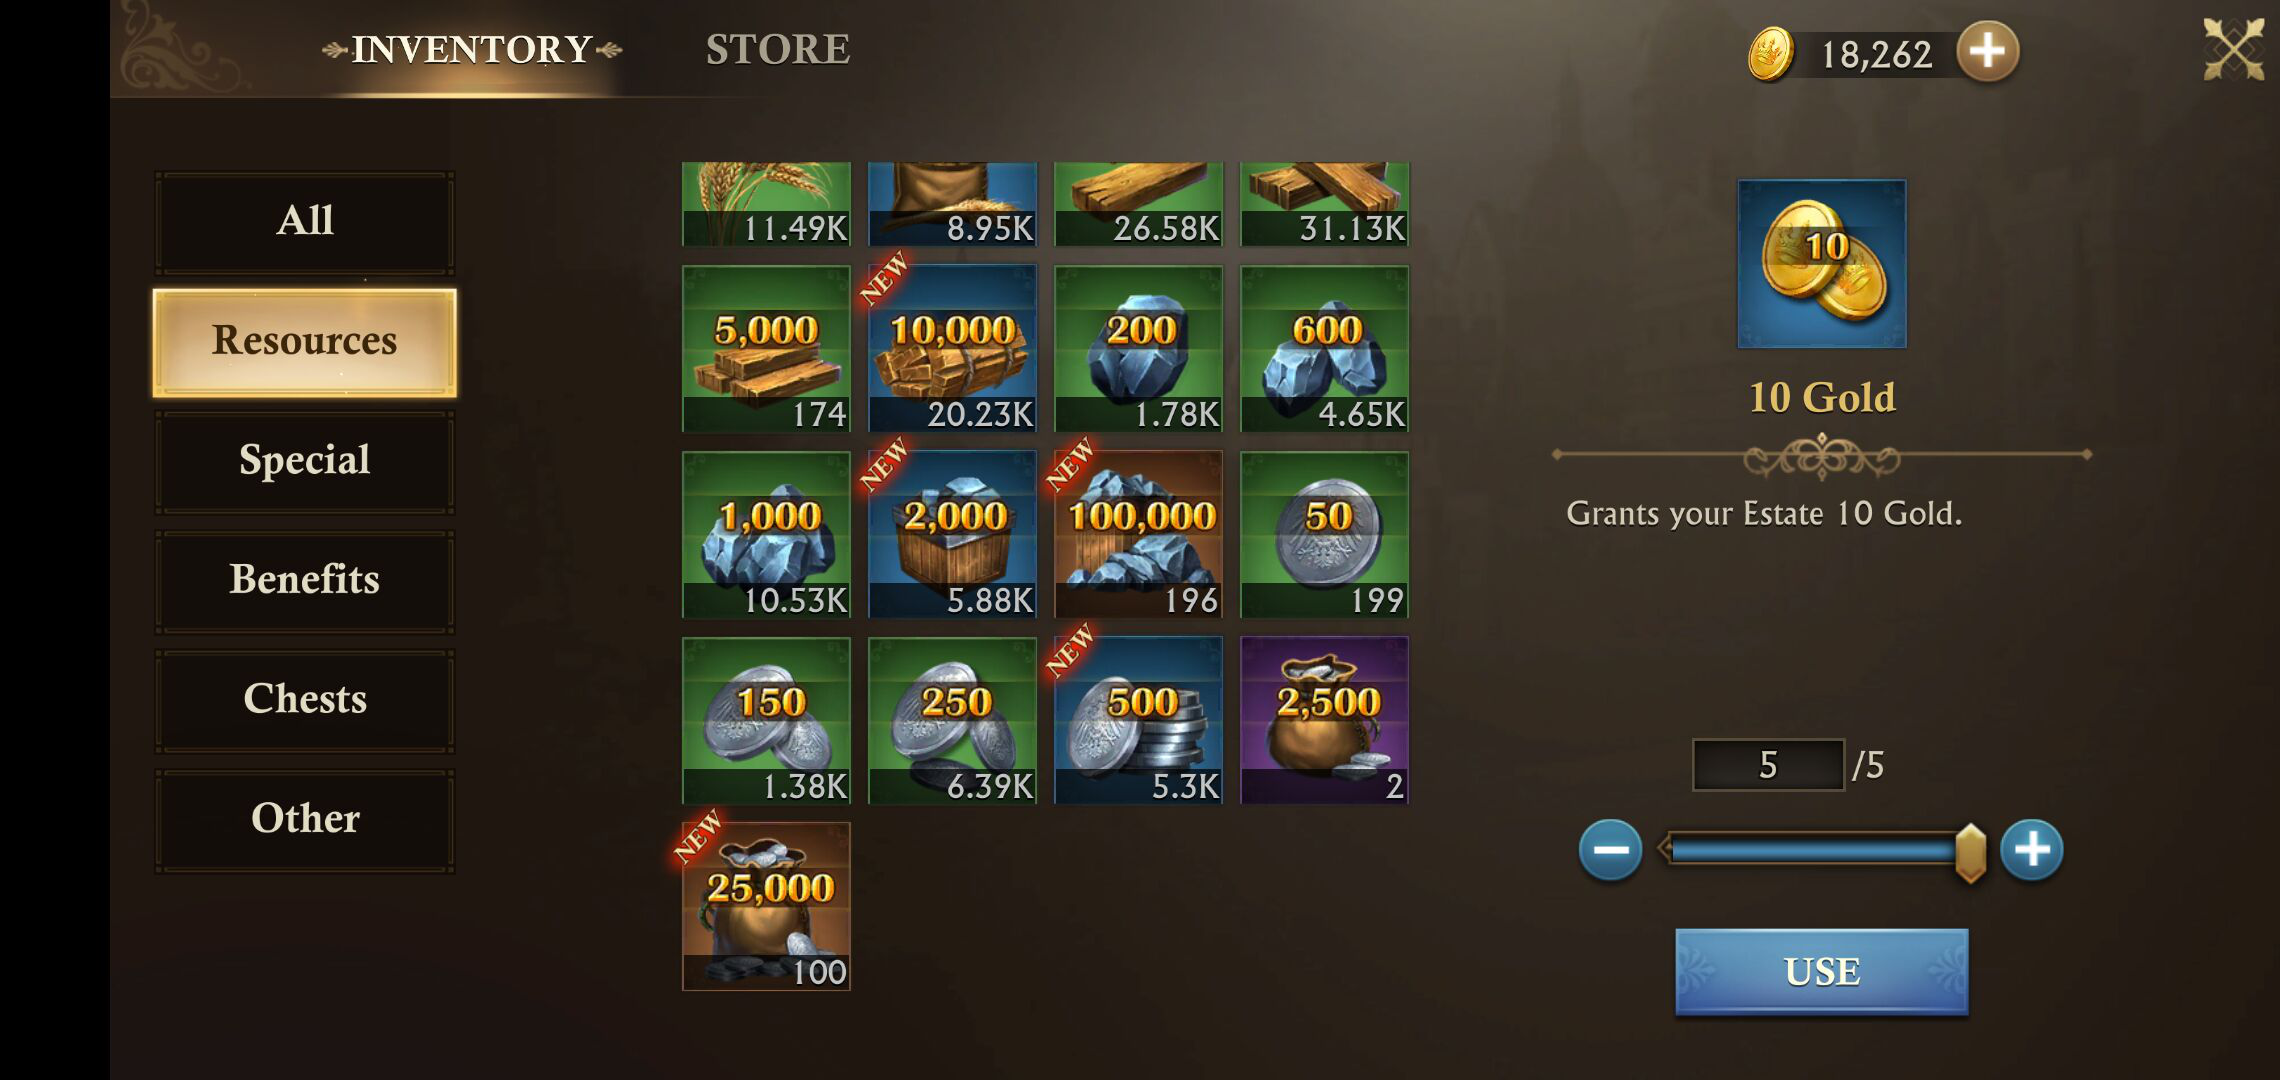 INVENTORY STORE 18,262
All
Resources
Special
Benefits
Chests
Other
11.49K 8.95K 26.58K 31.13K
NEW
5,000 10,000 200 600
174 20.23K 1.78K 4.65K
NEW NEW
1,000 2,000 100,000 50
10.53K 5.88K 196 199
NEW
150 250 500 2,500
1.38K 6.39K 5.3K 2
NEW
25,000
100
10
10 Gold
Grants your Estate 10 Gold.
5 /5
USE